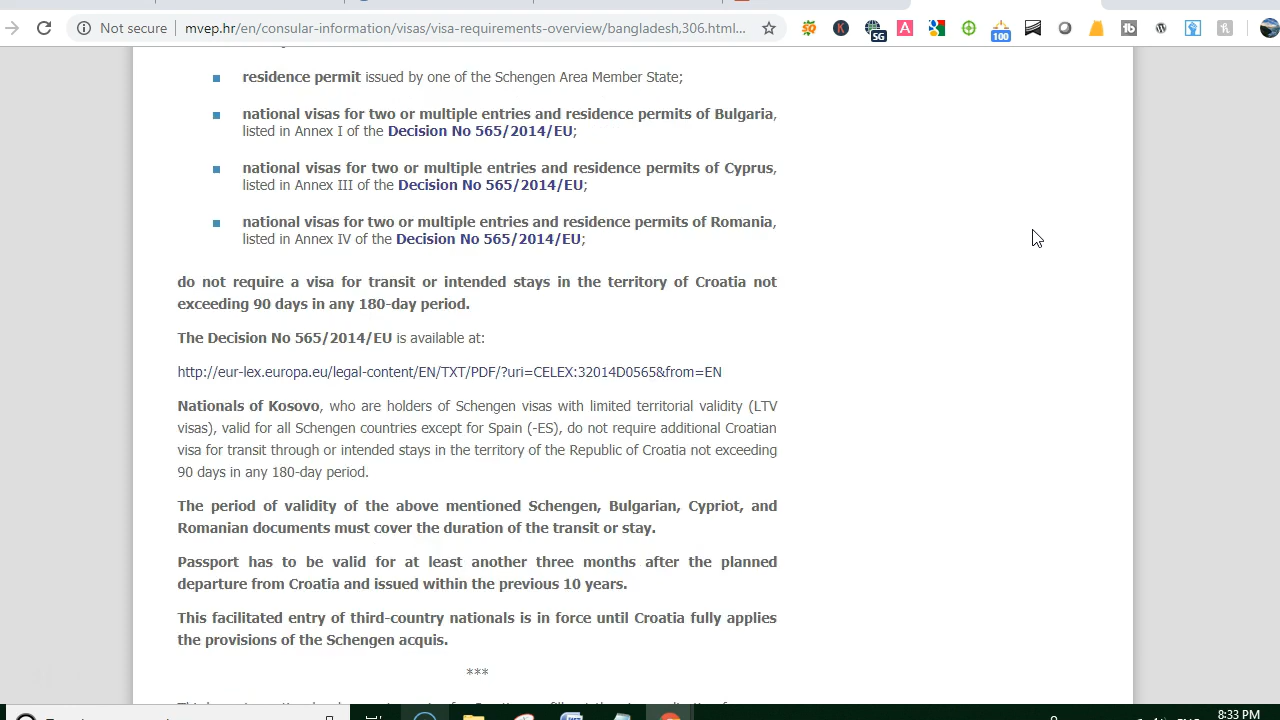 Not secure
mvep.hr/en/consular-information/visas/visa-requirements-overview/bangladesh,306.html...
SG
A
100
tb
residence permit issued by one of the Schengen Area Member State;
national visas for two or multiple entries and residence permits of Bulgaria,
listed in Annex I of the Decision No 565/2014/EU;
national visas for two or multiple entries and residence permits of Cyprus,
listed in Annex III of the Decision No 565/2014/EU;
national visas for two or multiple entries and residence permits of Romania,
listed in Annex IV of the Decision No 565/2014/EU;
do not require a visa for transit or intended stays in the territory of Croatia not
exceeding 90 days in any 180-day period.
The Decision No 565/2014/EU is available at:
http://eur-lex.europa.eu/legal-content/EN/TXT/PDF/?uri=CELEX:32014D0565&from=EN
Nationals of Kosovo, who are holders of Schengen visas with limited territorial validity (LTV
visas), valid for all Schengen countries except for Spain (-ES), do not require additional Croatian
visa for transit through or intended stays in the territory of the Republic of Croatia not exceeding
90 days in any 180-day period.
The period of validity of the above mentioned Schengen, Bulgarian, Cypriot, and
Romanian documents must cover the duration of the transit or stay.
Passport has to be valid for at least another three months after the planned
departure from Croatia and issued within the previous 10 years.
This facilitated entry of third-country nationals is in force until Croatia fully applies
the provisions of the Schengen acquis.
***
8:33 PM